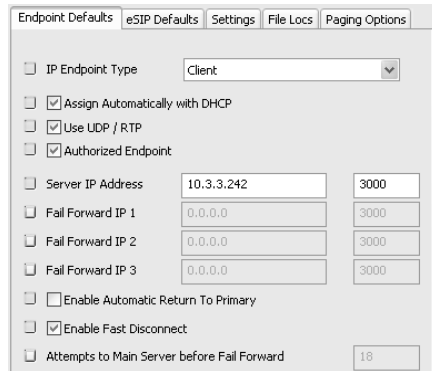 Endpoint Defaults eSIP Defaults Settings File Locs Paging Options
IP Endpoint Type Client
Assign Automatically with DHCP
Use UDP / RTP
Authorized Endpoint
Server IP Address 10.3.3.242 3000
Fail Forward IP 1 0.0.0.0 3000
Fail Forward IP 2 0.0.0.0 3000
Fail Forward IP 3 0.0.0.0 3000
Enable Automatic Return To Primary
Enable Fast Disconnect
Attempts to Main Server before Fail Forward 18